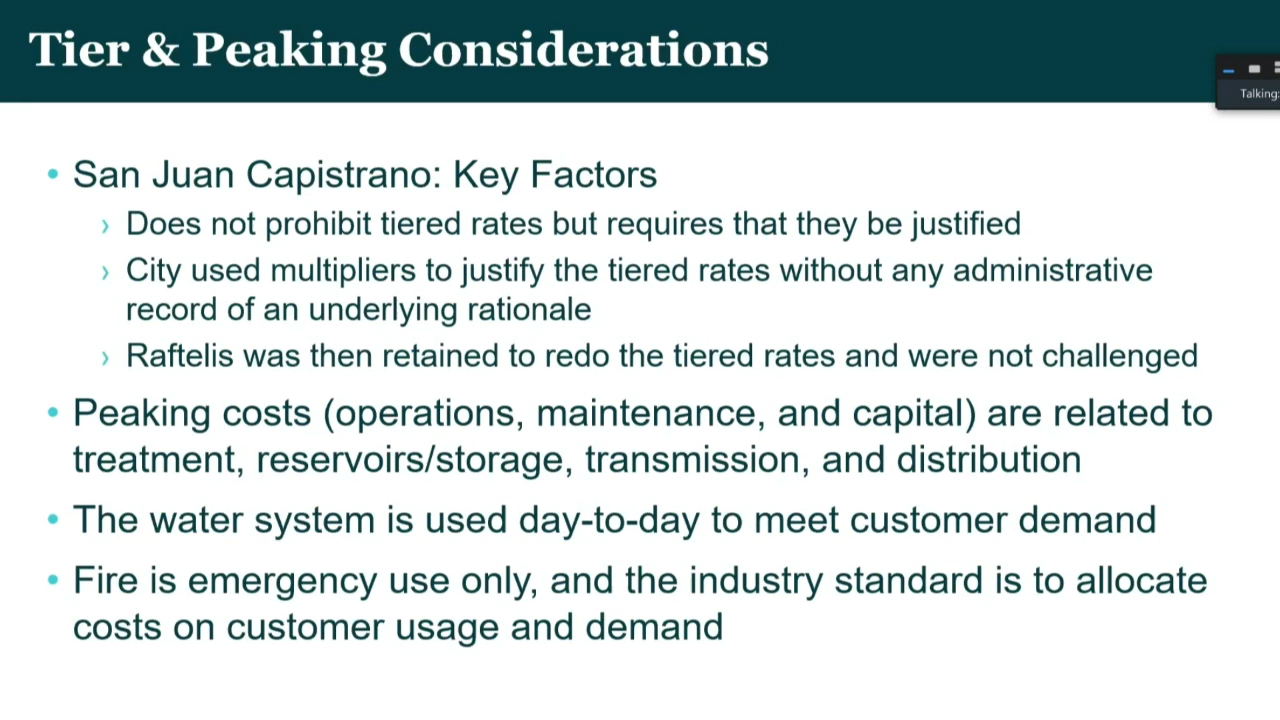 Tier & Peaking Considerations
Talking:
• San Juan Capistrano: Key Factors
› Does not prohibit tiered rates but requires that they be justified
› City used multipliers to justify the tiered rates without any administrative
record of an underlying rationale
› Raftelis was then retained to redo the tiered rates and were not challenged
• Peaking costs (operations, maintenance, and capital) are related to
treatment, reservoirs/storage, transmission, and distribution
• The water system is used day-to-day to meet customer demand
• Fire is emergency use only, and the industry standard is to allocate
costs on customer usage and demand